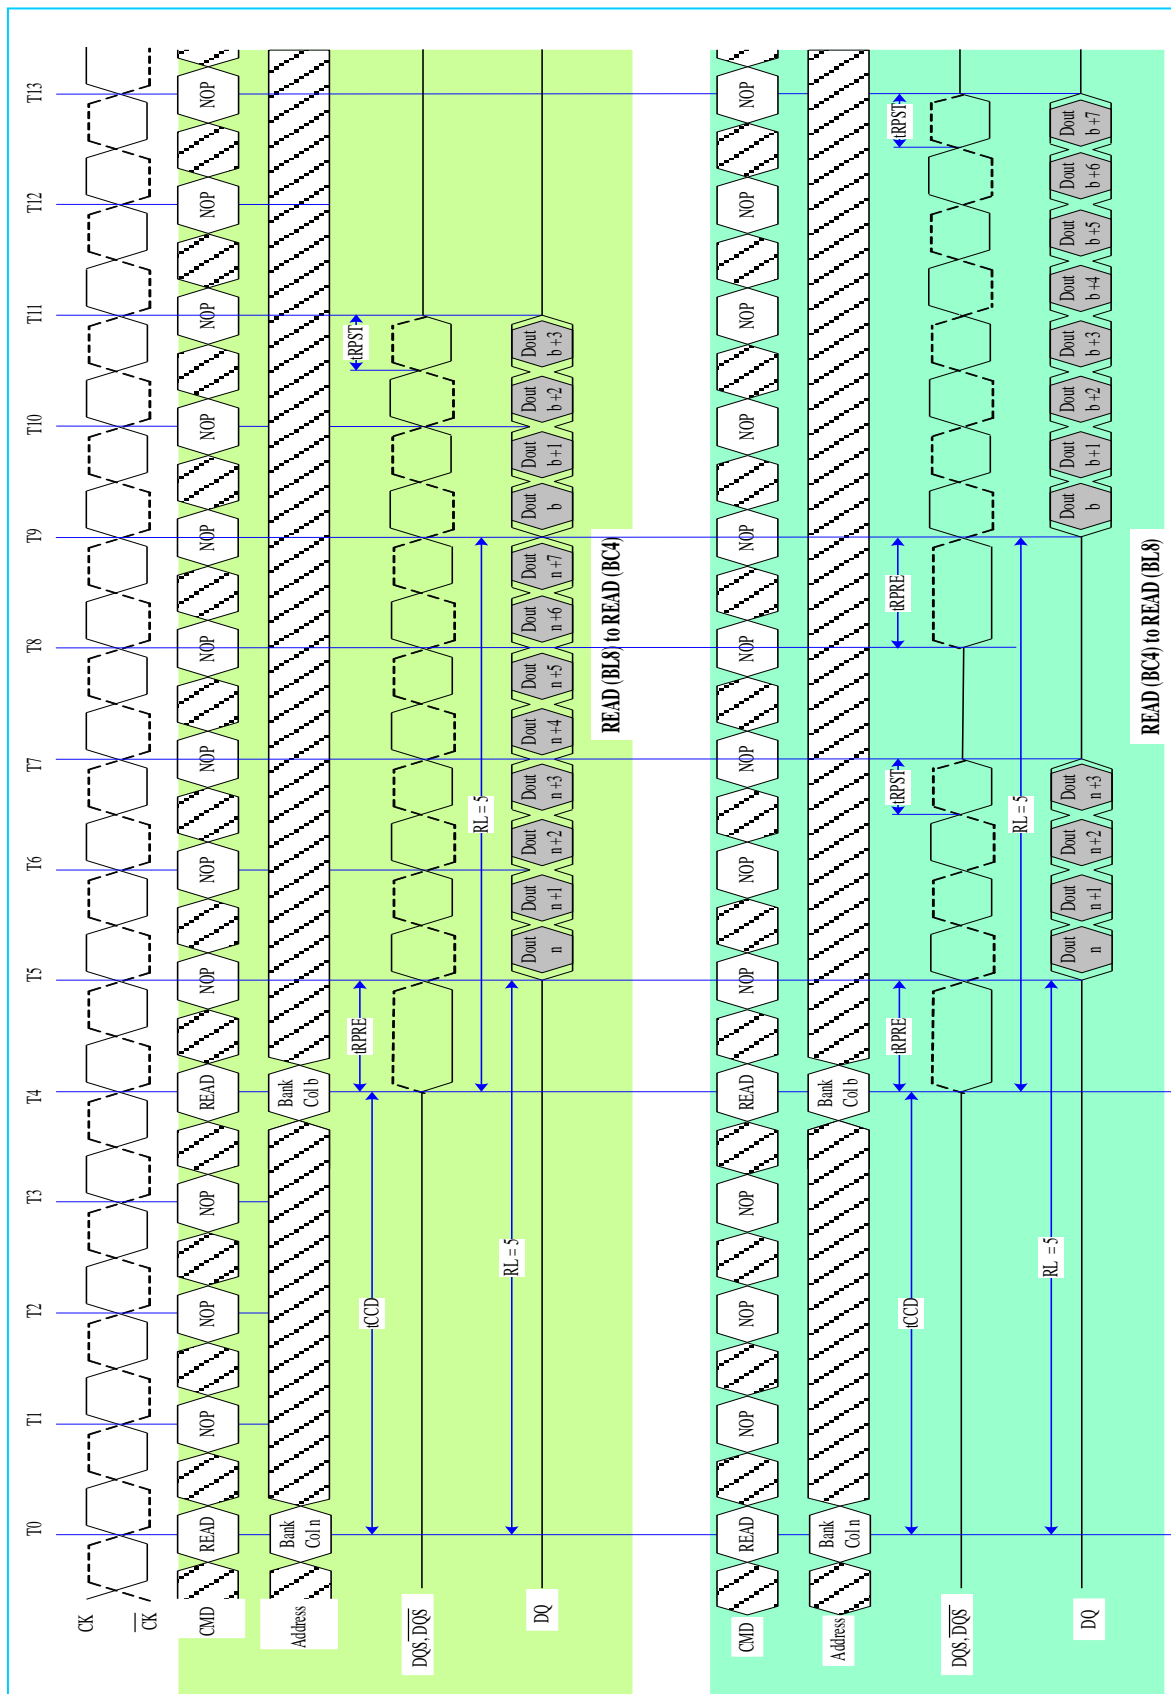 T0 T1 T2 T3 T4 T5 T6 T7 T8 T9 T10 T11 T12 T13
CK
CK
CMD READ NOP NOP NOP READ NOP NOP NOP NOP NOP NOP NOP NOP NOP
Address Bank Bank
Col n Col b
tCCD tRPRE tRPST
DQS, DQS
RL = 5
RL = 5
DQ Dout Dout Dout Dout Dout Dout Dout Dout Dout Dout Dout Dout
n n+1 n+2 n+3 n+4 n+5 n+6 n+7 b b+1 b+2 b+3
READ (BL8) to READ (BC4)
CMD READ NOP NOP NOP READ NOP NOP NOP NOP NOP NOP NOP NOP NOP
Address Bank Bank
Col n Col b
tCCD tRPRE tRPST tRPRE tRPST
DQS, DQS
RL = 5
RL = 5
DQ Dout Dout Dout Dout Dout Dout Dout Dout Dout Dout Dout Dout
n n+1 n+2 n+3 b b+1 b+2 b+3 b+4 b+5 b+6 b+7
READ (BC4) to READ (BL8)